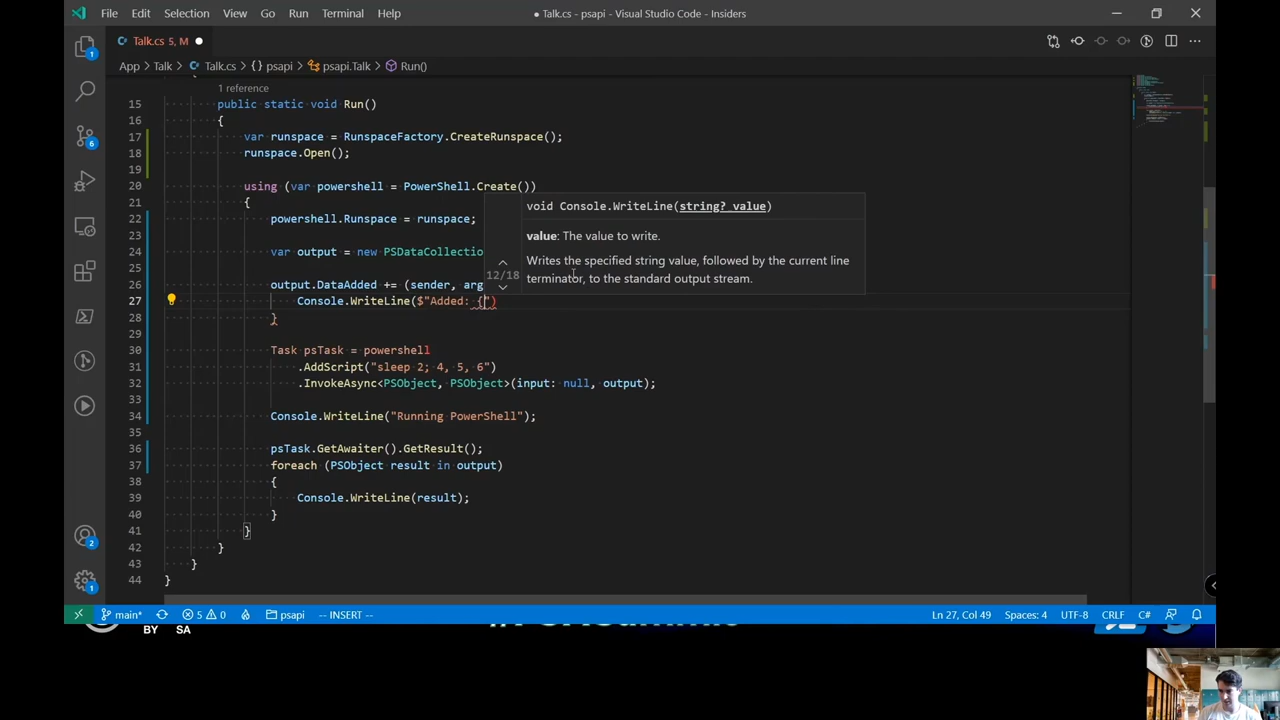 File Edit Selection View Go Run Terminal Help
● Talk.cs - psapi - Visual Studio Code - Insiders
Talk.cs 5, M ●
App > Talk > Talk.cs > {} psapi > psapi.Talk > Run()
1 reference
15 public static void Run()
16 {
17 var runspace = RunspaceFactory.CreateRunspace();
18 runspace.Open();
19
20 using (var powershell = PowerShell.Create())
21 {
22 powershell.Runspace = runspace;
23
24 var output = new PSDataCollectio
25
26 output.DataAdded += (sender, arg
27 Console.WriteLine($"Added: {")
28 }
29
30 Task psTask = powershell
31 .AddScript("sleep 2; 4, 5, 6")
32 .InvokeAsync<PSObject, PSObject>(input: null, output);
33
34 Console.WriteLine("Running PowerShell");
35
36 psTask.GetAwaiter().GetResult();
37 foreach (PSObject result in output)
38 {
39 Console.WriteLine(result);
40 }
41 }
42 }
43 }
44 }
void Console.WriteLine(string? value)
value: The value to write.
12/18
Writes the specified string value, followed by the current line
terminator, to the standard output stream.
1
6
2
1
main* 5 0 psapi -- INSERT -- Ln 27, Col 49 Spaces: 4 UTF-8 CRLF C#
BY SA